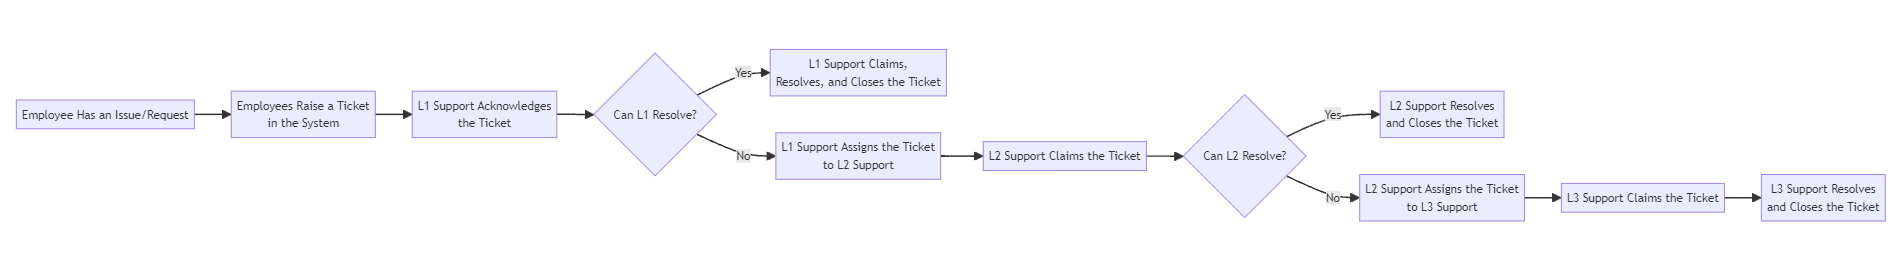 Employee Has an Issue/Request
Employees Raise a Ticket
in the System
L1 Support Acknowledges
the Ticket
Can L1 Resolve?
Yes
L1 Support Claims,
Resolves, and Closes the Ticket
No
L1 Support Assigns the Ticket
to L2 Support
L2 Support Claims the Ticket
Can L2 Resolve?
Yes
L2 Support Resolves
and Closes the Ticket
No
L2 Support Assigns the Ticket
to L3 Support
L3 Support Claims the Ticket
L3 Support Resolves
and Closes the Ticket